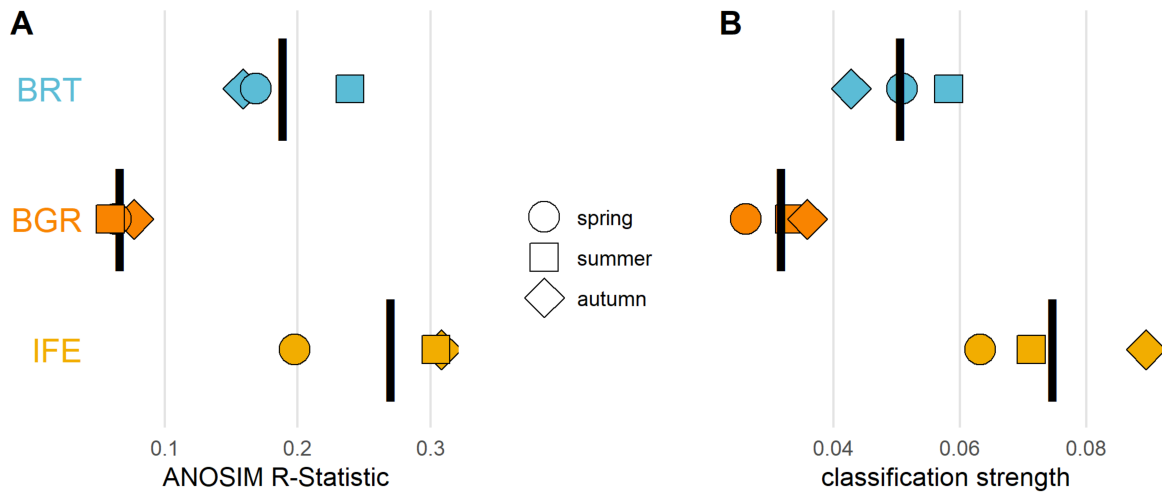 A
B
BRT
BGR
IFE
spring
summer
autumn
0.1 0.2 0.3
ANOSIM R-Statistic
0.04 0.06 0.08
classification strength